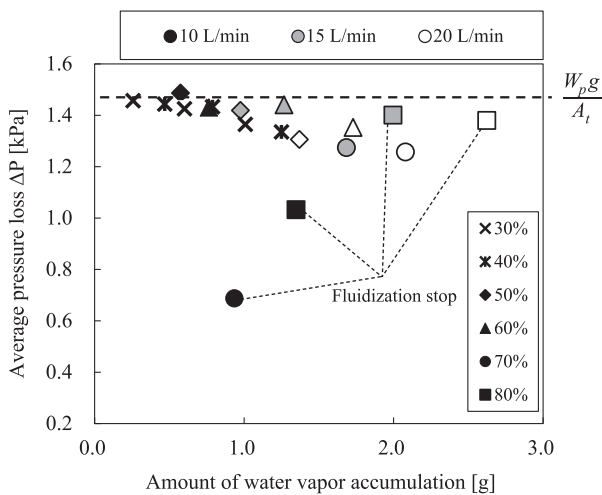 10 L/min 15 L/min 20 L/min
1.6
1.4
1.2
1.0
0.8
0.6
0.4
0.2
Average pressure loss ΔP [kPa]
W_p g
A_t
30%
40%
50%
60%
70%
80%
Fluidization stop
0.0 1.0 2.0 3.0
Amount of water vapor accumulation [g]